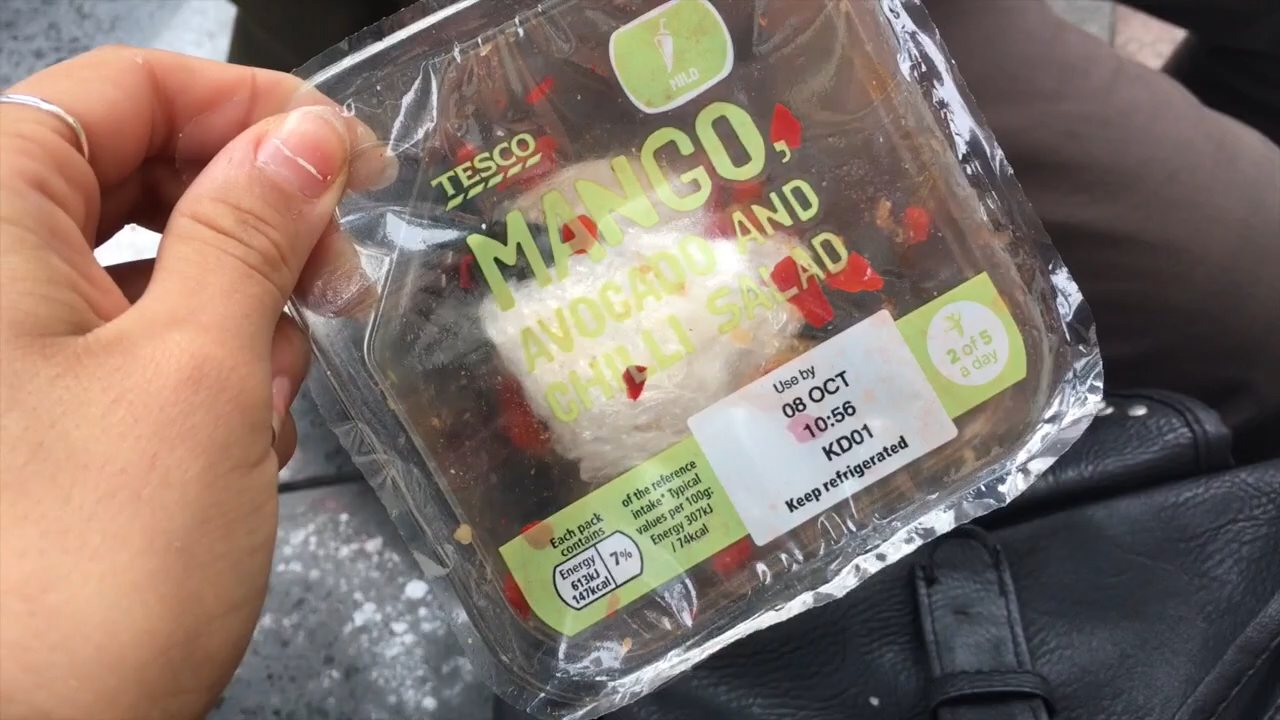 MILD
TESCO
MANGO,
AVOCADO AND
CHILLI SALAD
Use by
08 OCT
10:56
KD01
Keep refrigerated
2 of 5
a day
Each pack
contains
Energy
613kJ
147kcal
7%
of the reference
intake* Typical
values per 100g:
Energy 307kJ
/ 74kcal